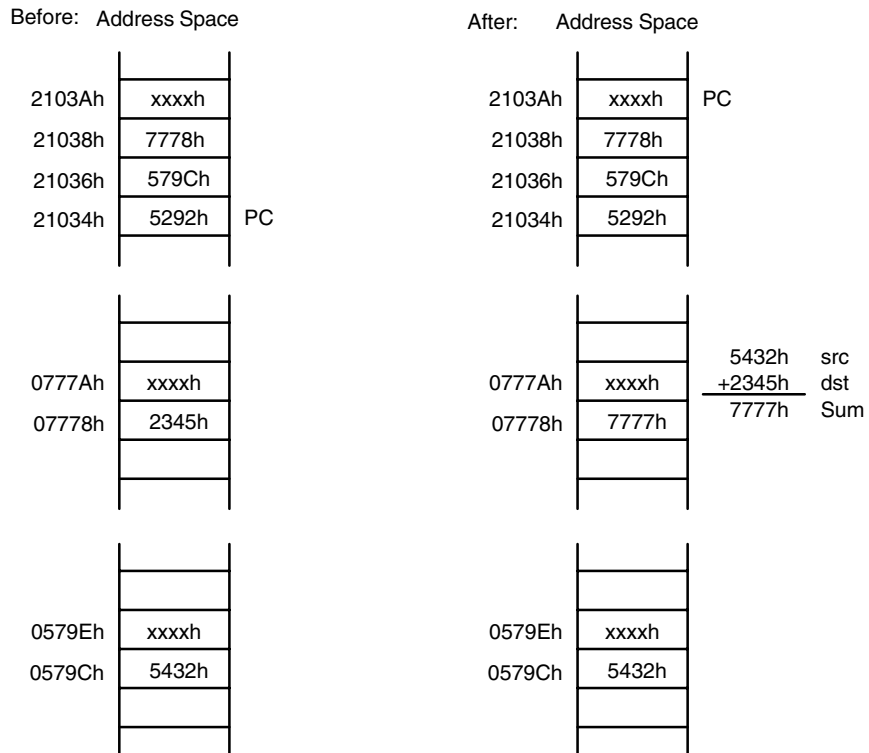 Before: Address Space
2103Ah xxxxh
21038h 7778h
21036h 579Ch
21034h 5292h PC
0777Ah xxxxh
07778h 2345h
0579Eh xxxxh
0579Ch 5432h
After: Address Space
2103Ah xxxxh PC
21038h 7778h
21036h 579Ch
21034h 5292h
0777Ah xxxxh
07778h 7777h
5432h src
+2345h dst
7777h Sum
0579Eh xxxxh
0579Ch 5432h